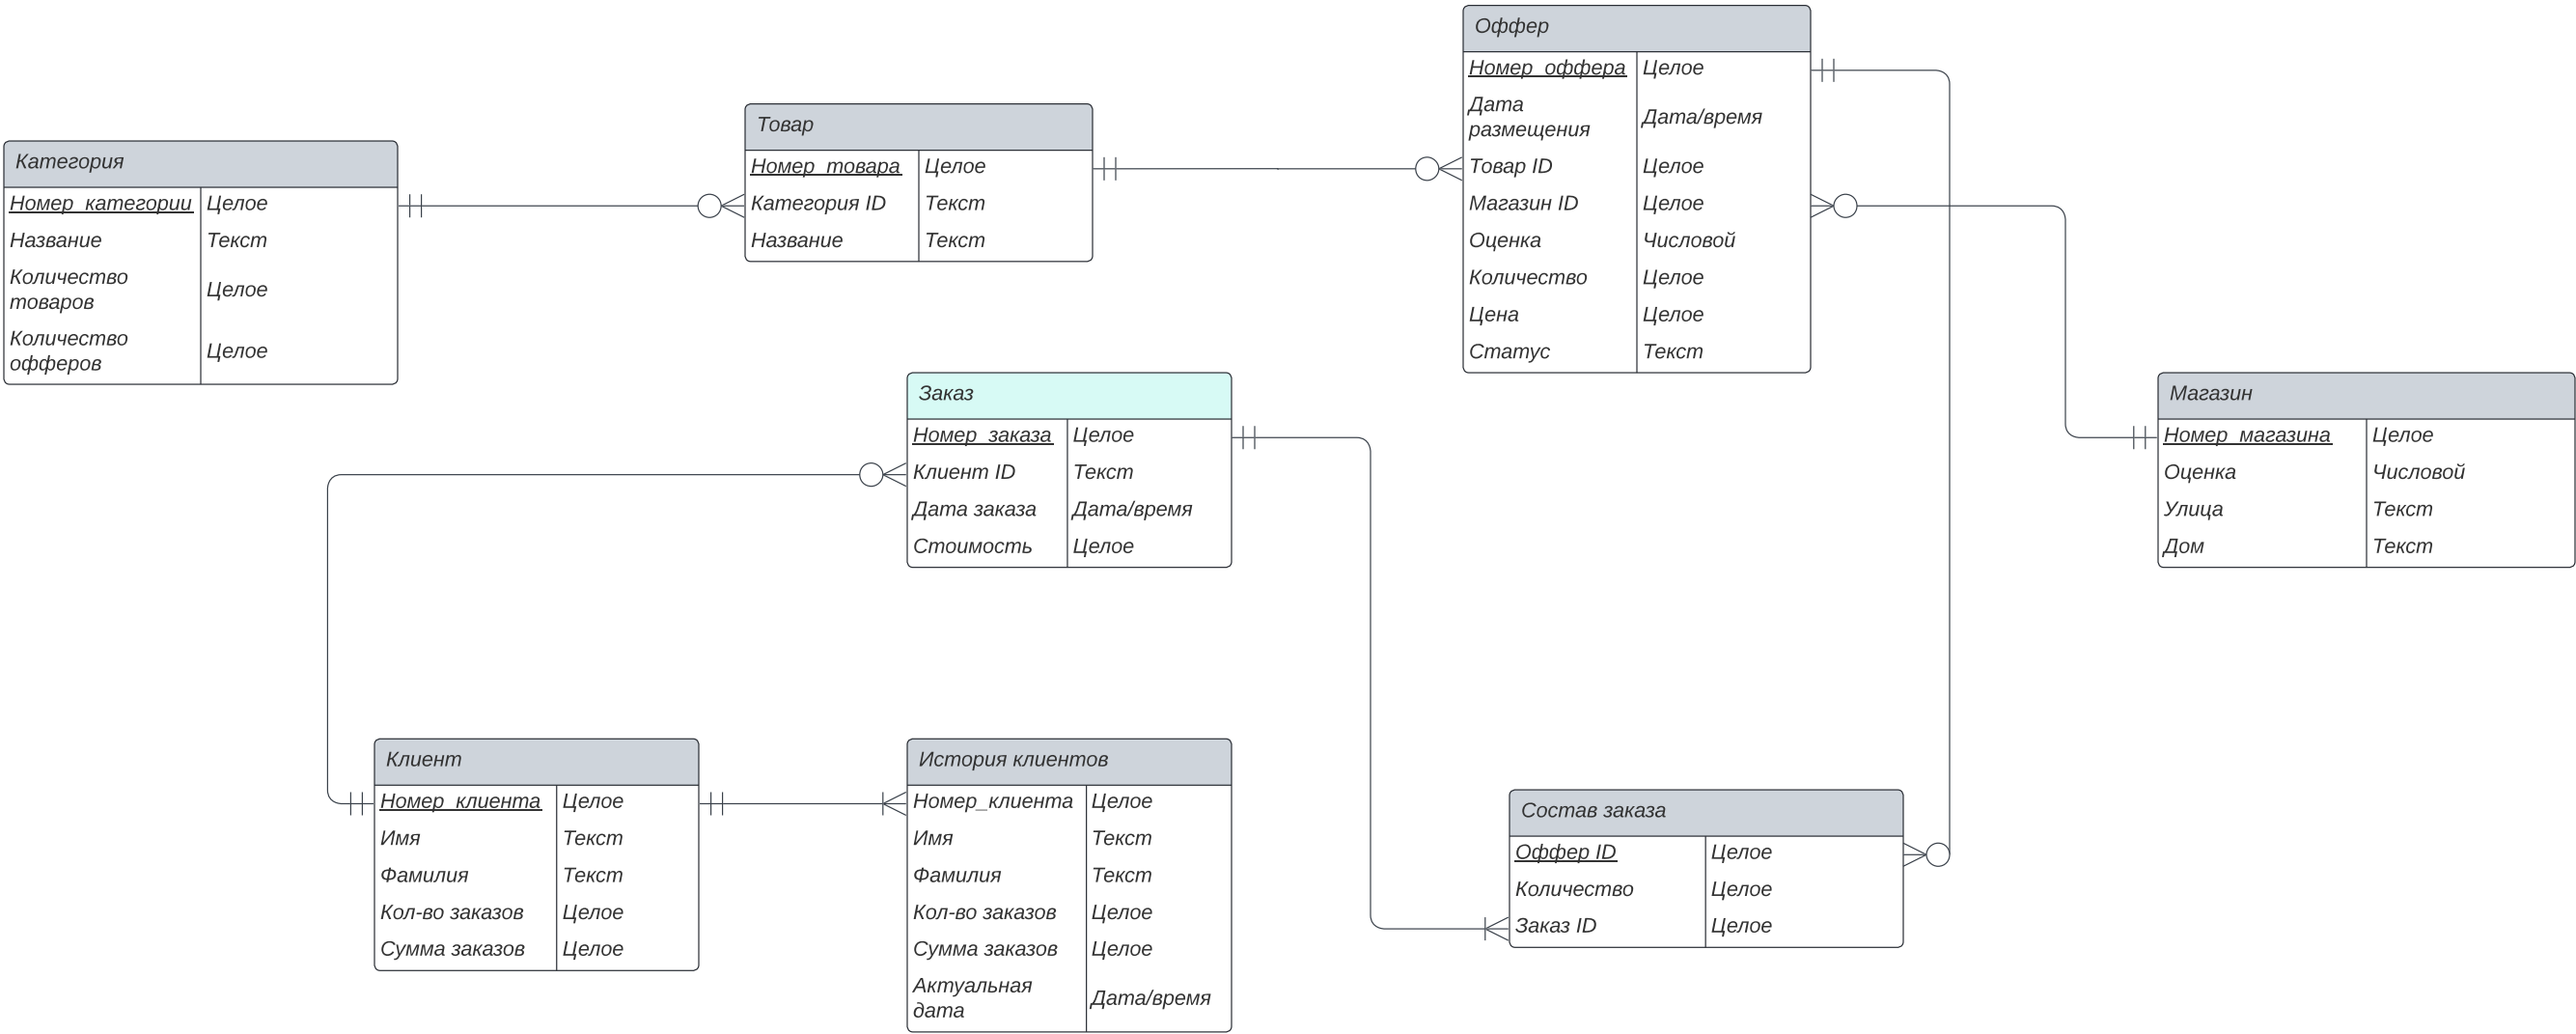 Категория
Номер_категории Целое
Название Текст
Количество
товаров Целое
Количество
офферов Целое
Товар
Номер_товара Целое
Категория ID Текст
Название Текст
Оффер
Номер_оффера Целое
Дата
размещения Дата/время
Товар ID Целое
Магазин ID Целое
Оценка Числовой
Количество Целое
Цена Целое
Статус Текст
Заказ
Номер_заказа Целое
Клиент ID Текст
Дата заказа Дата/время
Стоимость Целое
Магазин
Номер_магазина Целое
Оценка Числовой
Улица Текст
Дом Текст
Клиент
Номер_клиента Целое
Имя Текст
Фамилия Текст
Кол-во заказов Целое
Сумма заказов Целое
История клиентов
Номер_клиента Целое
Имя Текст
Фамилия Текст
Кол-во заказов Целое
Сумма заказов Целое
Актуальная
дата Дата/время
Состав заказа
Оффер ID Целое
Количество Целое
Заказ ID Целое